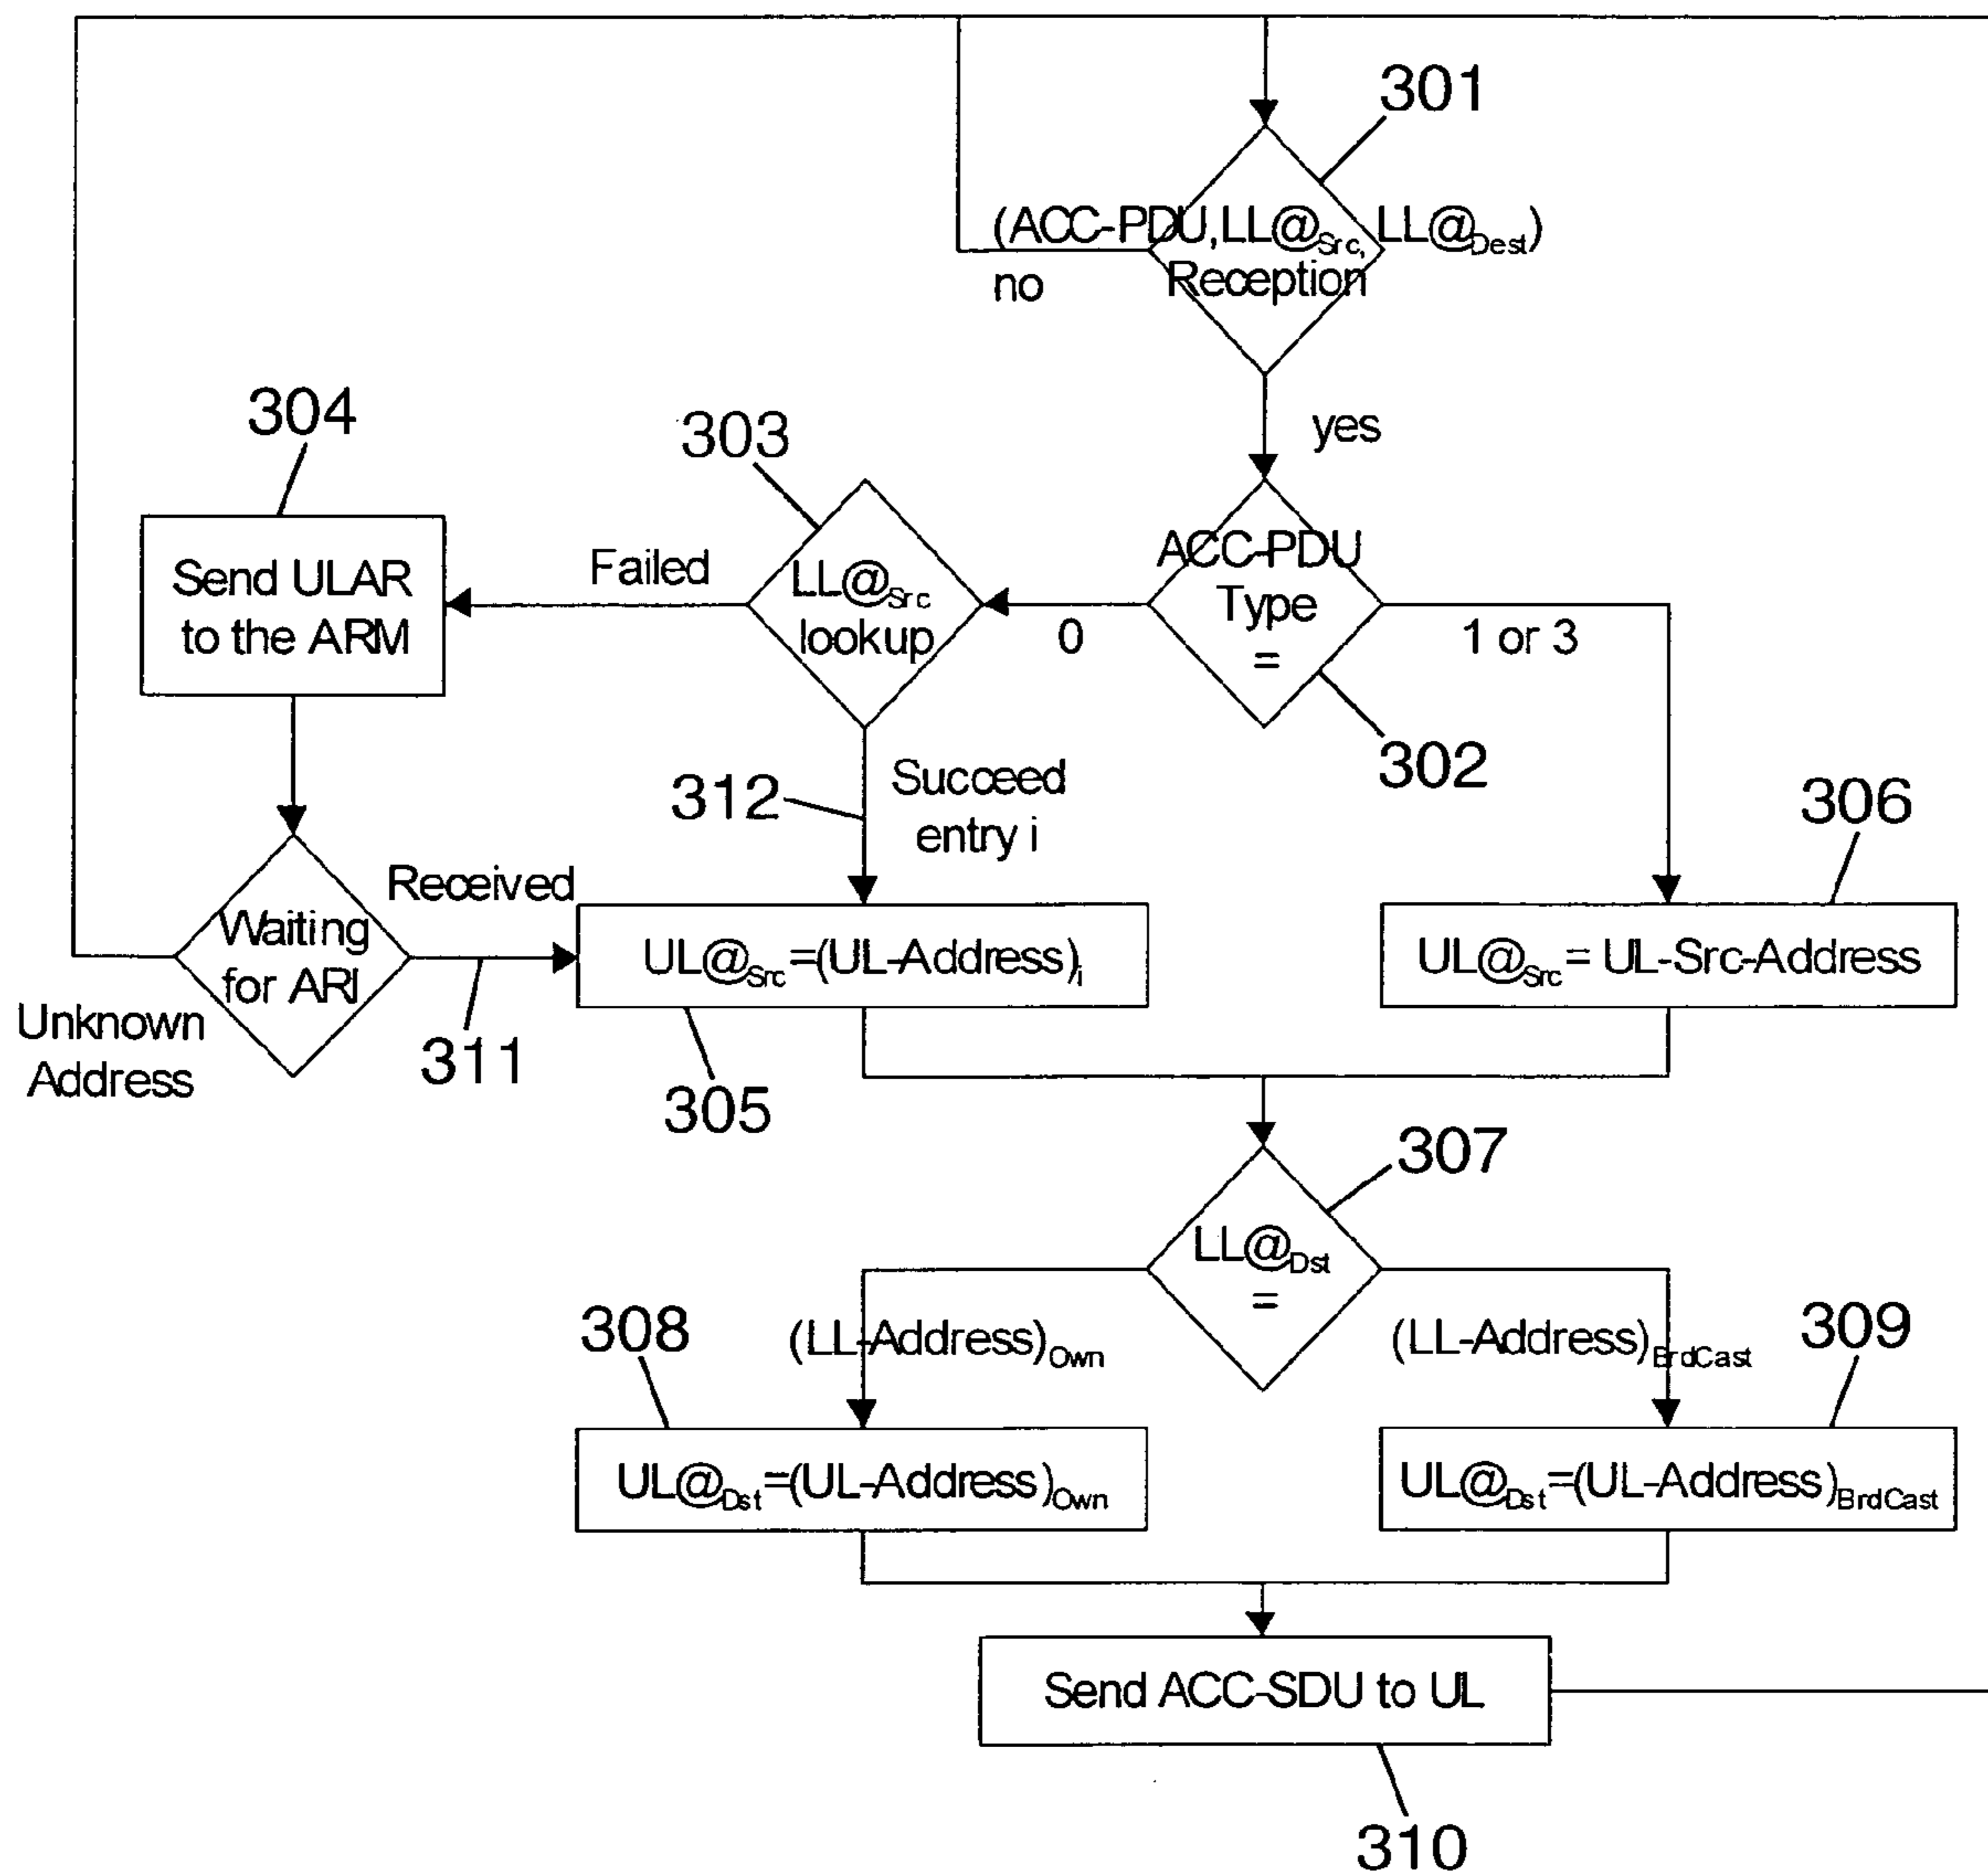 301
(ACC-PDU, LL@Src, LL@Dest)
Reception
no
yes
304
303
Send ULAR
to the ARM
Failed
LL@Src
lookup
0
ACC-PDU
Type
=
1 or 3
302
312
Succeed
entry i
306
Waiting
for ARI
Received
311
Unknown
Address
UL@Src =(UL-Address)i
305
UL@Src = UL-Src-Address
307
LL@Dst
=
308
(LL-Address)Own
(LL-Address)BrdCast
309
UL@Dst =(UL-Address)Own
UL@Dst =(UL-Address)BrdCast
Send ACC-SDU to UL
310